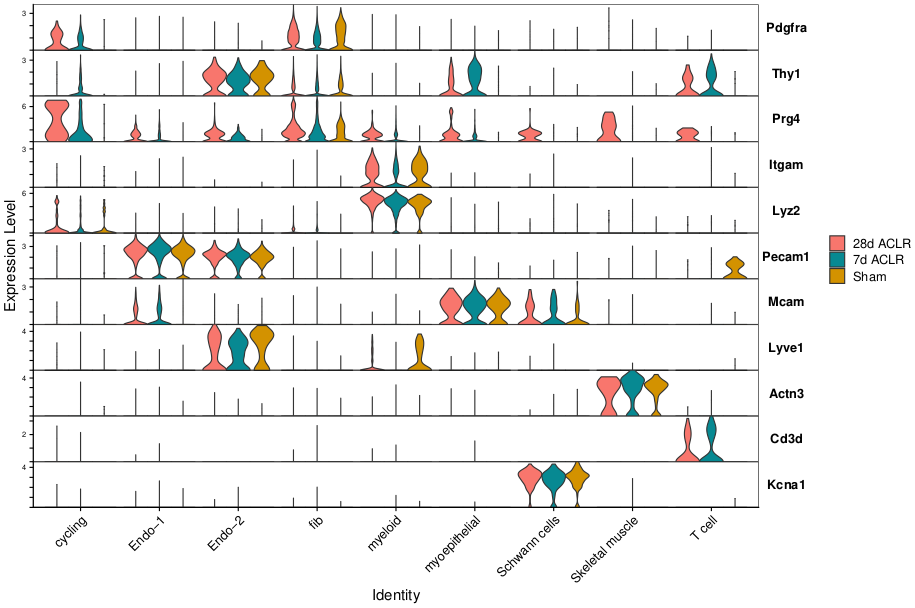 3
Pdgfra
3
Thy1
6
Prg4
3
Itgam
6
Lyz2
3
Pecam1
3
Mcam
4
Lyve1
4
Actn3
2
Cd3d
4
Kcna1
Expression Level
28d ACLR
7d ACLR
Sham
cycling
Endo-1
Endo-2
fib
myeloid
myoepithelial
Schwann cells
Skeletal muscle
T cell
Identity